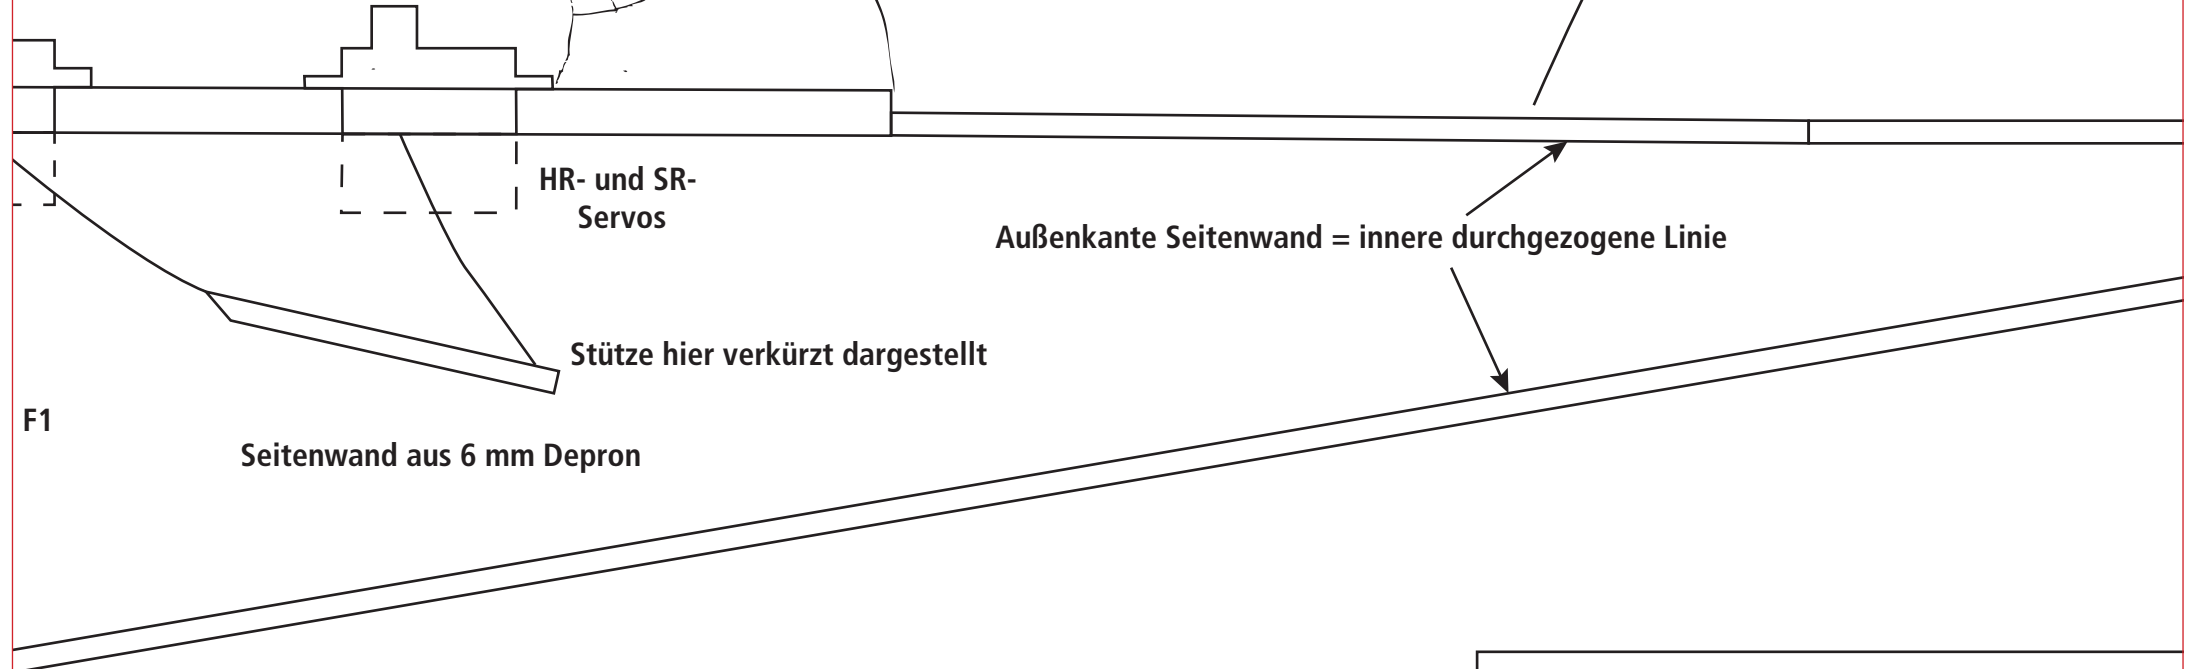 HR- und SR-
Servos
Außenkante Seitenwand = innere durchgezogene Linie
Stütze hier verkürzt dargestellt
F1
Seitenwand aus 6 mm Depron